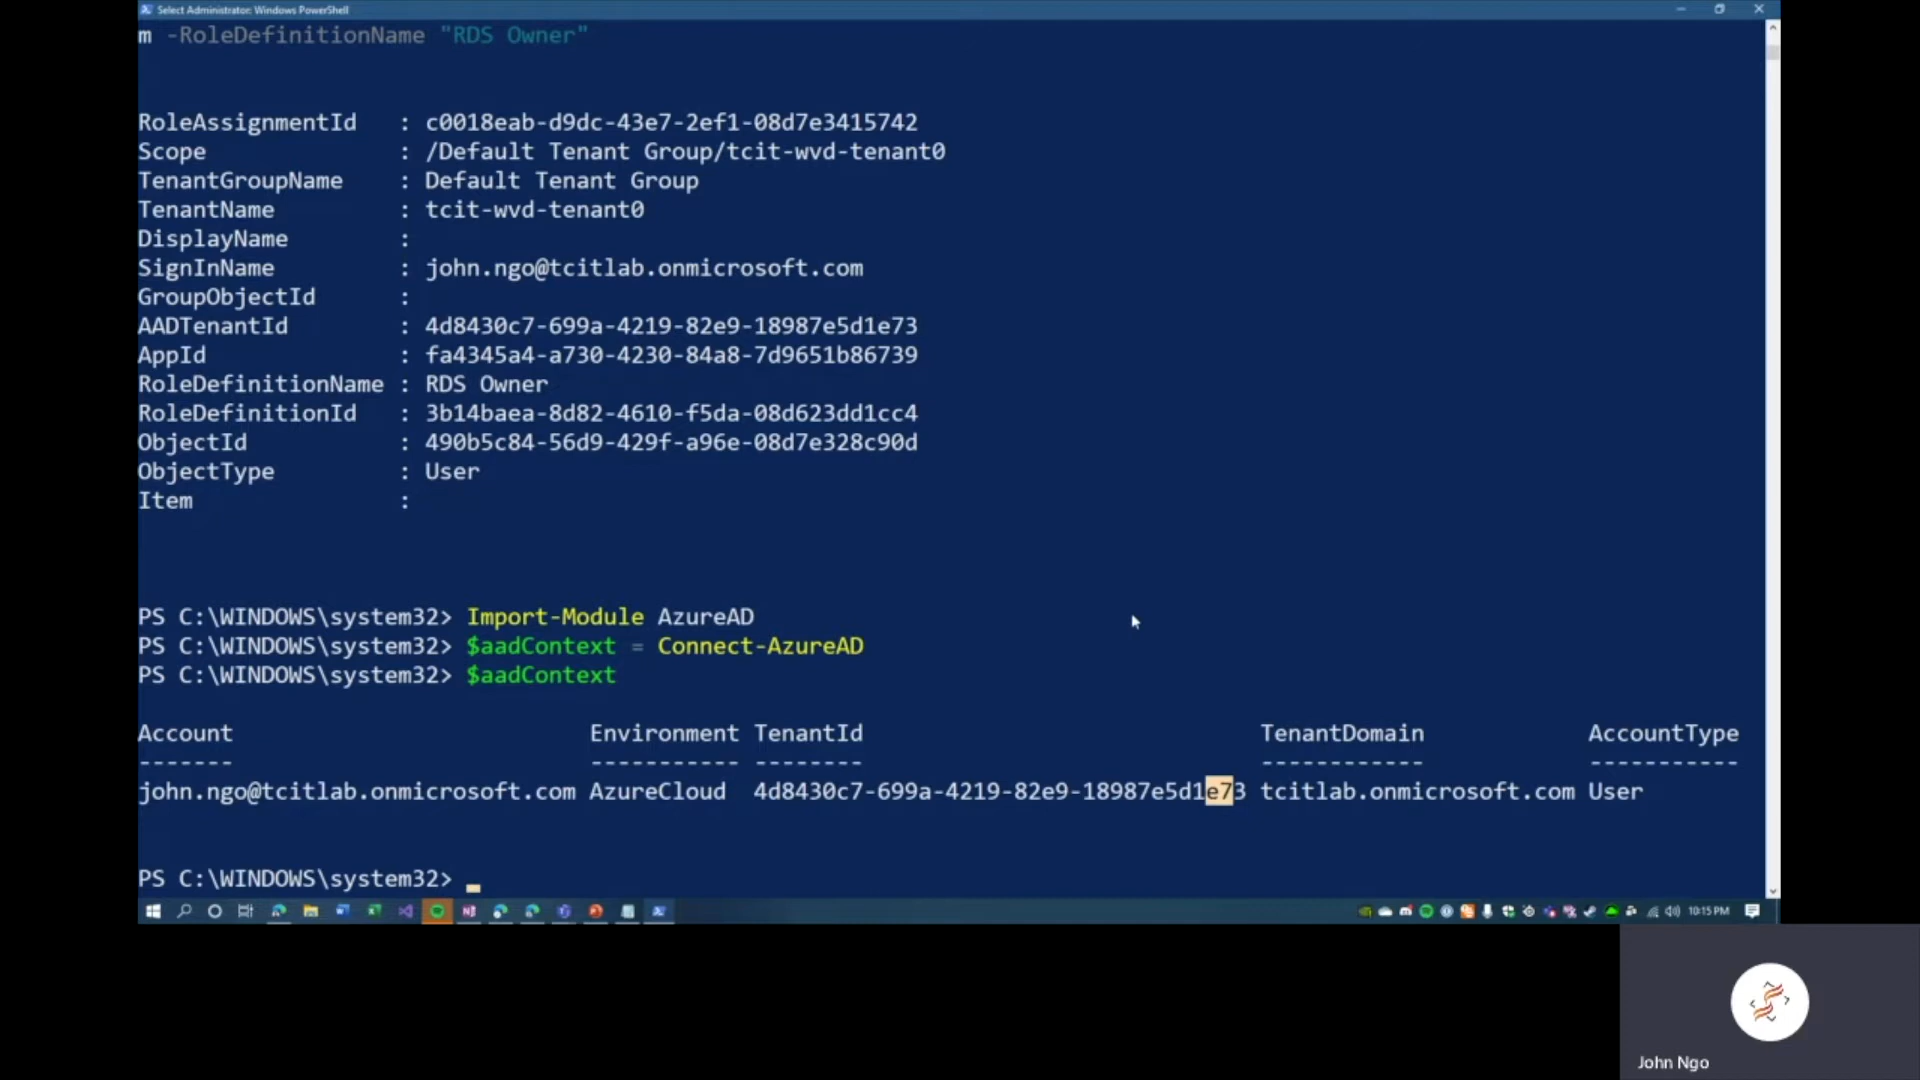 Select Administrator: Windows PowerShell
m -RoleDefinitionName "RDS Owner"
RoleAssignmentId : c0018eab-d9dc-43e7-2ef1-08d7e3415742
Scope : /Default Tenant Group/tcit-wvd-tenant0
TenantGroupName : Default Tenant Group
TenantName : tcit-wvd-tenant0
DisplayName :
SignInName : john.ngo@tcitlab.onmicrosoft.com
GroupObjectId :
AADTenantId : 4d8430c7-699a-4219-82e9-18987e5d1e73
AppId : fa4345a4-a730-4230-84a8-7d9651b86739
RoleDefinitionName : RDS Owner
RoleDefinitionId : 3b14baea-8d82-4610-f5da-08d623dd1cc4
ObjectId : 490b5c84-56d9-429f-a96e-08d7e328c90d
ObjectType : User
Item :
PS C:\WINDOWS\system32> Import-Module AzureAD
PS C:\WINDOWS\system32> $aadContext = Connect-AzureAD
PS C:\WINDOWS\system32> $aadContext
Account Environment TenantId TenantDomain AccountType
------- ----------- -------- ------------ -----------
john.ngo@tcitlab.onmicrosoft.com AzureCloud 4d8430c7-699a-4219-82e9-18987e5d1e73 tcitlab.onmicrosoft.com User
PS C:\WINDOWS\system32>
10:15 PM
John Ngo